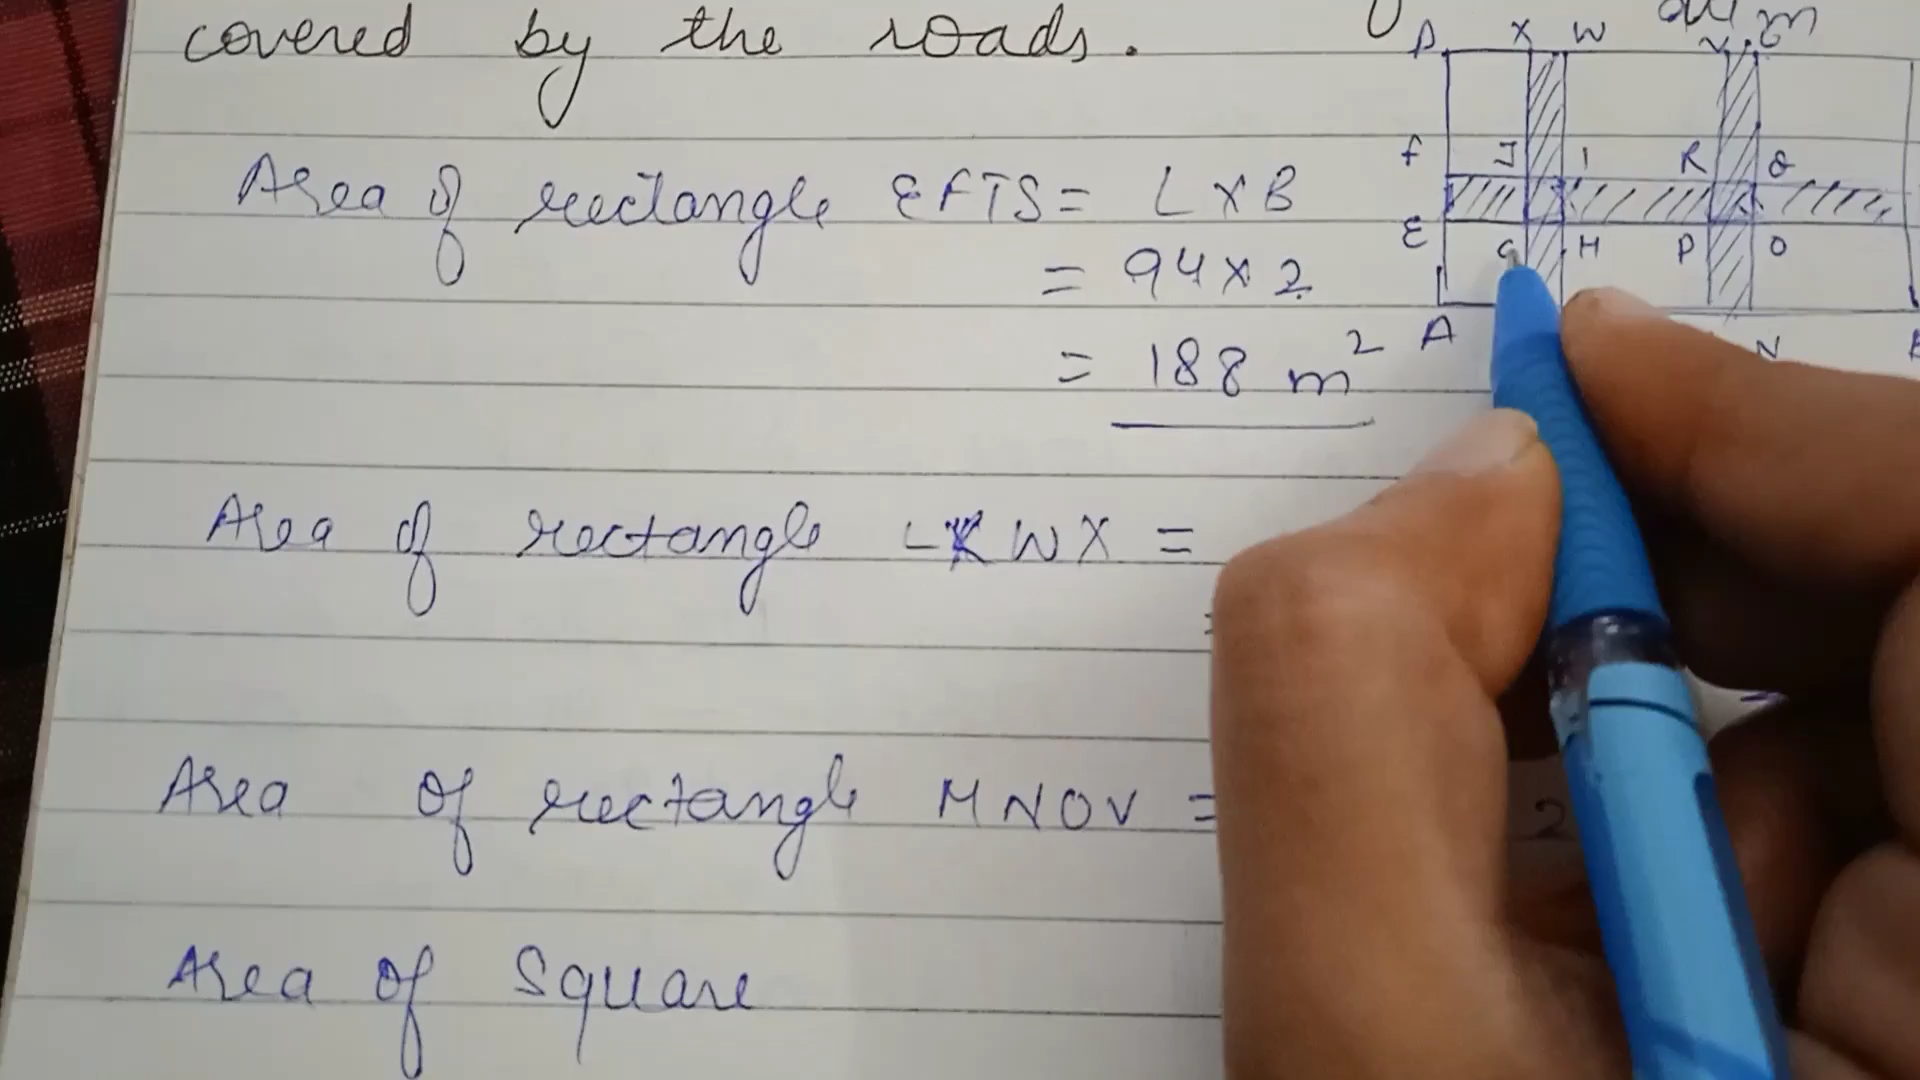 covered by the roads.
Area of rectangle EFTS = L X B
= 94 x 2
= 188 m²
Area of rectangle LKWX =
Area of rectangle MNOV =
2
Area of Square
m
D X W V
F J I R Q
E G H P O
A N